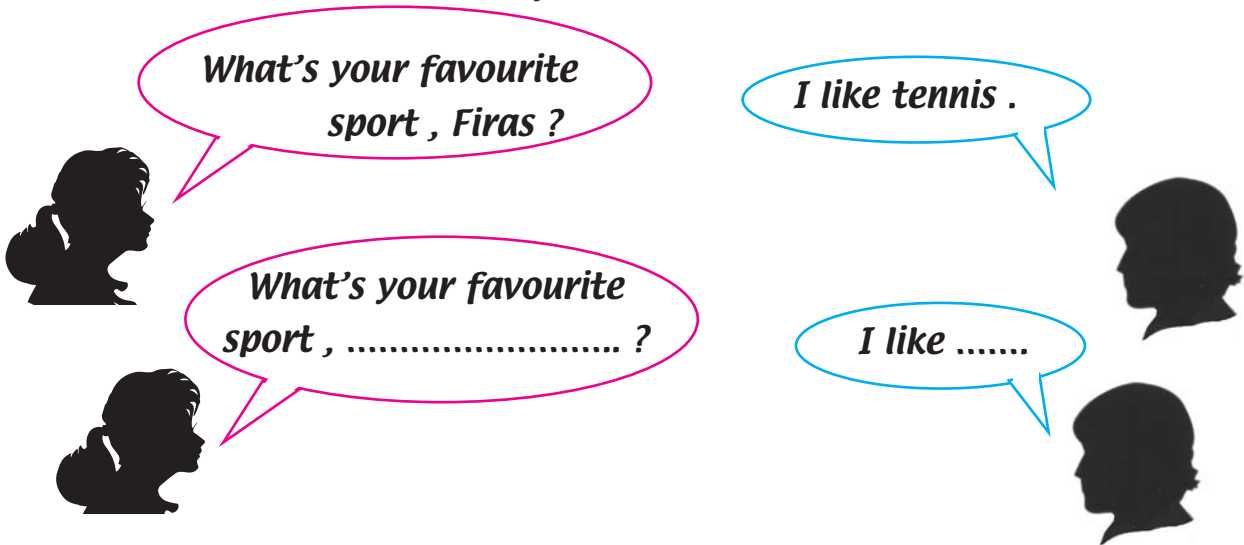 What's your favourite
sport , Firas ?
I like tennis .
What's your favourite
sport , .......................... ?
I like .......